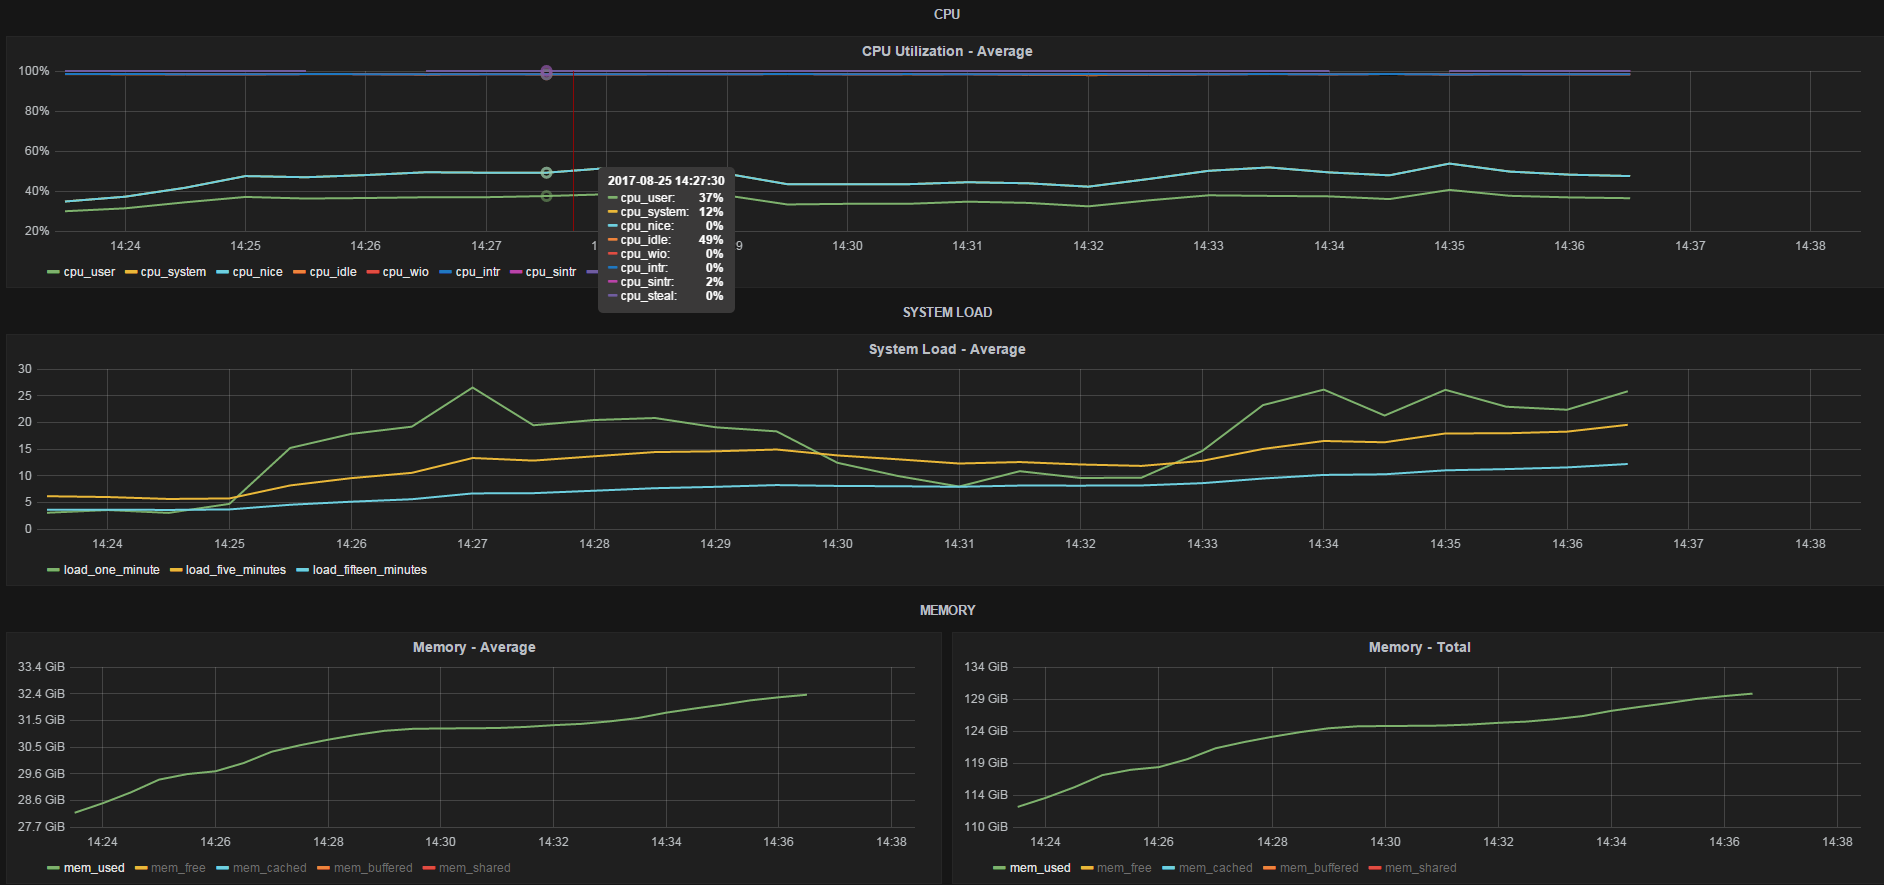 CPU
CPU Utilization - Average
100%
80%
60%
40%
20%
14:24 14:25 14:26 14:27 1 9 14:30 14:31 14:32 14:33 14:34 14:35 14:36 14:37 14:38
2017-08-25 14:27:30
cpu_user: 37%
cpu_system: 12%
cpu_nice: 0%
cpu_idle: 49%
cpu_wio: 0%
cpu_intr: 0%
cpu_sintr: 2%
cpu_steal: 0%
cpu_user cpu_system cpu_nice cpu_idle cpu_wio cpu_intr cpu_sintr
SYSTEM LOAD
System Load - Average
30
25
20
15
10
5
0
14:24 14:25 14:26 14:27 14:28 14:29 14:30 14:31 14:32 14:33 14:34 14:35 14:36 14:37 14:38
load_one_minute load_five_minutes load_fifteen_minutes
MEMORY
Memory - Average
33.4 GiB
32.4 GiB
31.5 GiB
30.5 GiB
29.6 GiB
28.6 GiB
27.7 GiB
14:24 14:26 14:28 14:30 14:32 14:34 14:36 14:38
mem_used mem_free mem_cached mem_buffered mem_shared
Memory - Total
134 GiB
129 GiB
124 GiB
119 GiB
114 GiB
110 GiB
14:24 14:26 14:28 14:30 14:32 14:34 14:36 14:38
mem_used mem_free mem_cached mem_buffered mem_shared